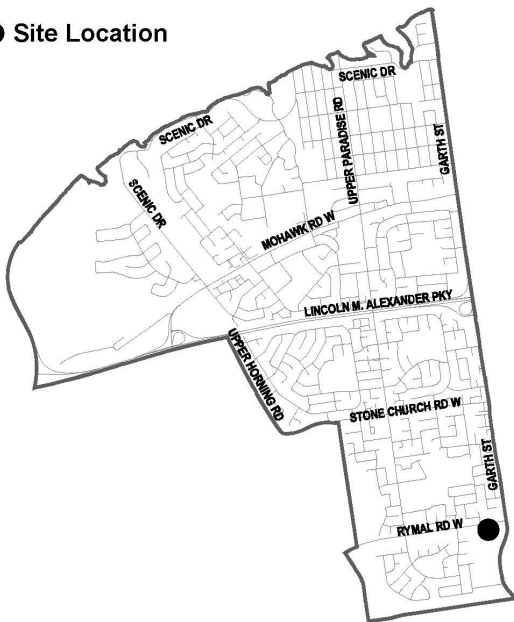 Site Location
SCENIC DR
SCENIC DR
UPPER PARADISE RD
GARTH ST
SCENIC DR
MOHAWK RD W
LINCOLN M. ALEXANDER PKY
UPPER HORNING RD
STONE CHURCH RD W
GARTH ST
RYMAL RD W